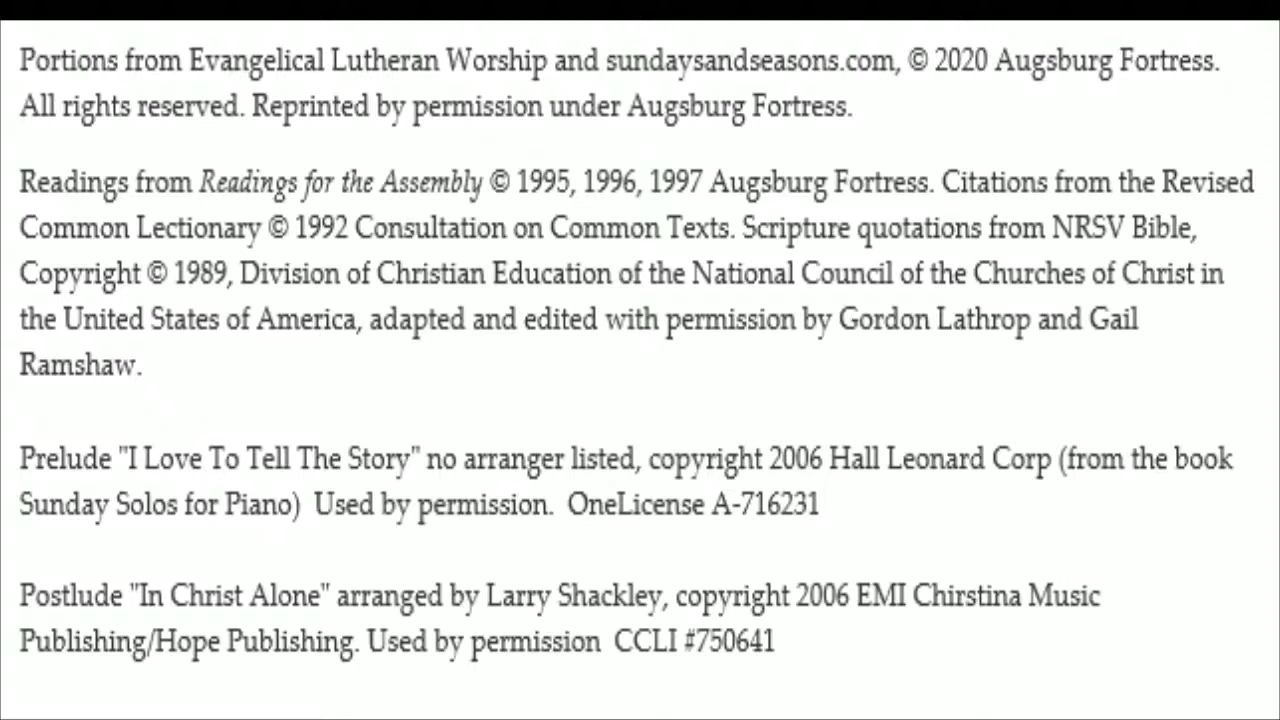 Portions from Evangelical Lutheran Worship and sundaysandseasons.com, © 2020 Augsburg Fortress.
All rights reserved. Reprinted by permission under Augsburg Fortress.
Readings from Readings for the Assembly © 1995, 1996, 1997 Augsburg Fortress. Citations from the Revised
Common Lectionary © 1992 Consultation on Common Texts. Scripture quotations from NRSV Bible,
Copyright © 1989, Division of Christian Education of the National Council of the Churches of Christ in
the United States of America, adapted and edited with permission by Gordon Lathrop and Gail
Ramshaw.
Prelude "I Love To Tell The Story" no arranger listed, copyright 2006 Hall Leonard Corp (from the book
Sunday Solos for Piano)  Used by permission.  OneLicense A-716231
Postlude "In Christ Alone" arranged by Larry Shackley, copyright 2006 EMI Chirstina Music
Publishing/Hope Publishing. Used by permission  CCLI #750641